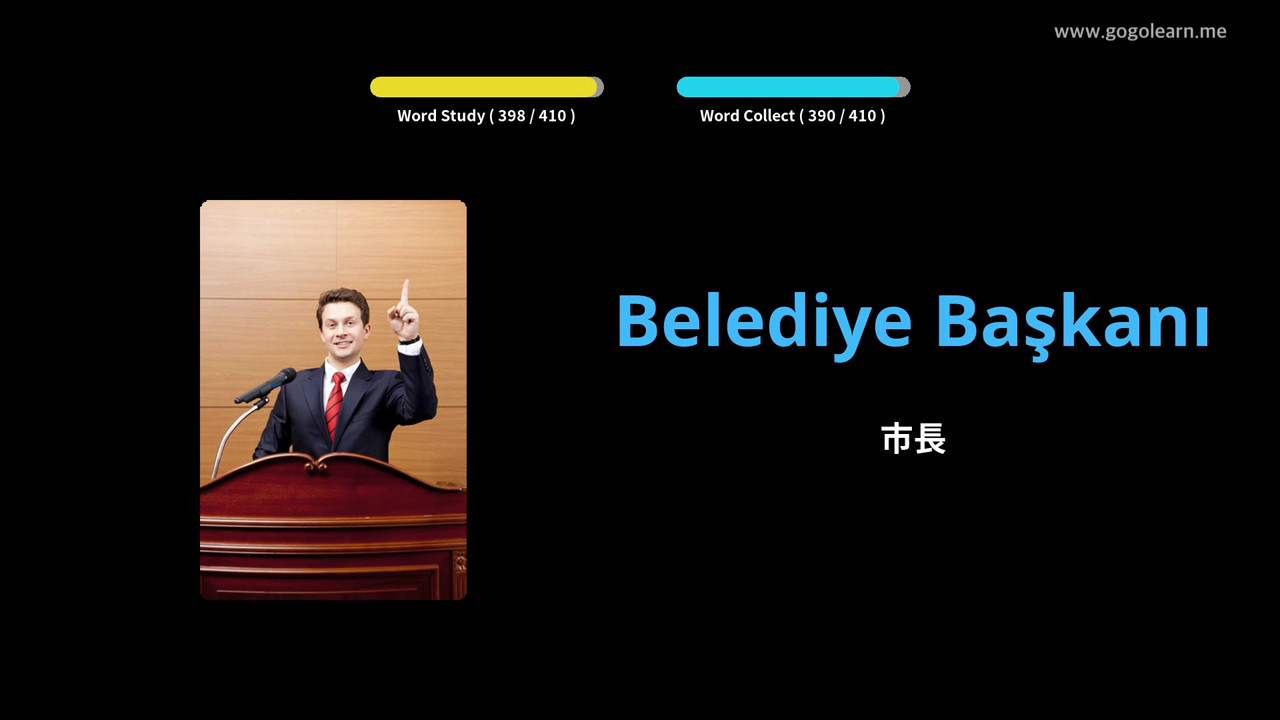 www.gogolearn.me
Word Study ( 398 / 410 )
Word Collect ( 390 / 410 )
Belediye Başkanı
市長